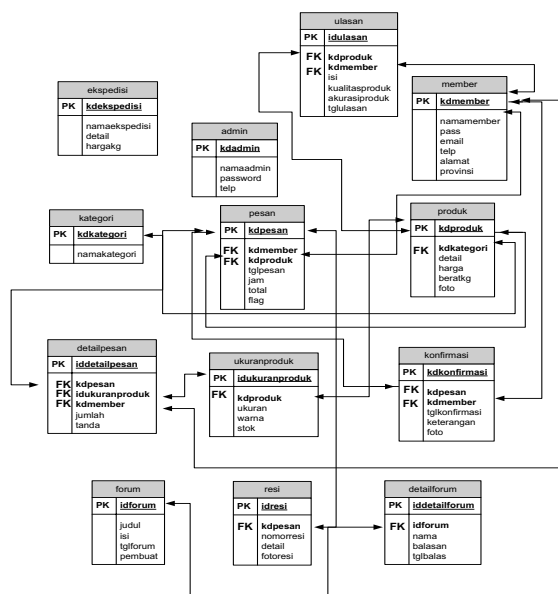 ulasan
PK idulasan
FK kdproduk
FK kdmember
isi
kualitasproduk
akurasiproduk
tglulasan
ekspedisi
PK kdekspedisi
namaekspedisi
detail
hargakg
member
PK kdmember
namamember
pass
email
telp
alamat
provinsi
admin
PK kdadmin
namaadmin
password
telp
kategori
PK kdkategori
namakategori
pesan
PK kdpesan
FK kdmember
FK kdproduk
tglpesan
jam
total
flag
produk
PK kdproduk
FK kdkategori
detail
harga
beratkg
foto
detailpesan
PK iddetailpesan
FK kdpesan
FK idukuranproduk
FK kdmember
jumlah
tanda
ukuranproduk
PK idukuranproduk
FK kdproduk
ukuran
warna
stok
konfirmasi
PK kdkonfirmasi
FK kdpesan
FK kdmember
tglkonfirmasi
keterangan
foto
forum
PK idforum
judul
isi
tglforum
pembuat
resi
PK idresi
FK kdpesan
nomorresi
detail
fotoresi
detailforum
PK iddetailforum
FK idforum
nama
balasan
tglbalas